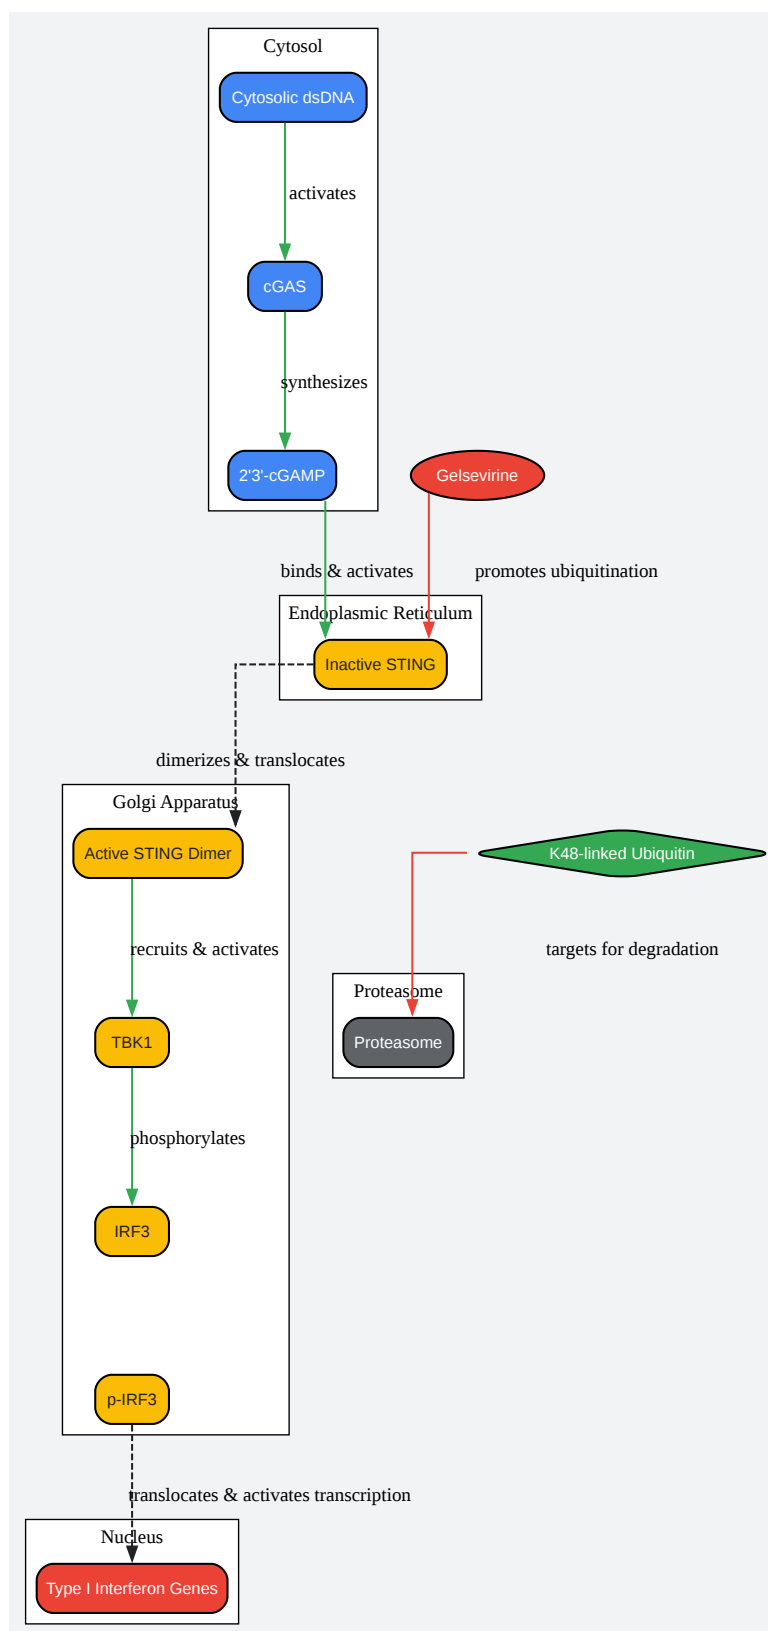 Cytosol
Cytosolic dsDNA
activates
cGAS
synthesizes
2'3'-cGAMP
Gelsevirine
binds & activates
promotes ubiquitination
Endoplasmic Reticulum
Inactive STING
dimerizes & translocates
Golgi Apparatus
Active STING Dimer
K48-linked Ubiquitin
recruits & activates
targets for degradation
Proteasome
TBK1
Proteasome
phosphorylates
IRF3
p-IRF3
translocates & activates transcription
Nucleus
Type I Interferon Genes